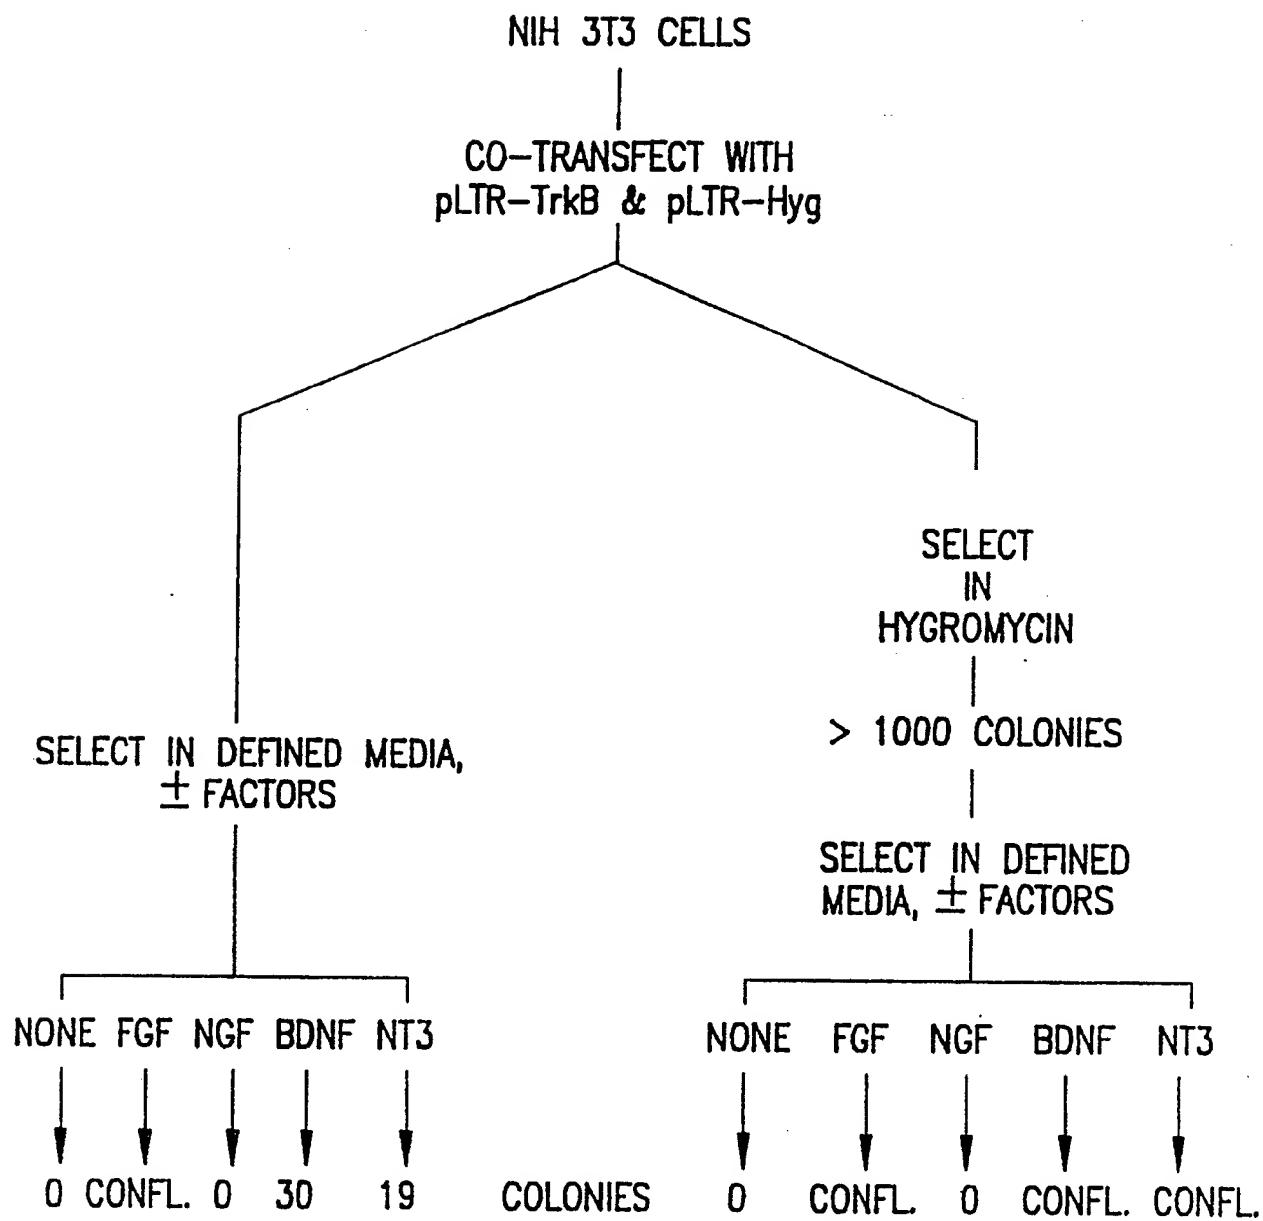 NIH 3T3 CELLS
CO-TRANSFECT WITH
pLTR-TrkB & pLTR-Hyg
SELECT IN DEFINED MEDIA,
± FACTORS
NONE FGF NGF BDNF NT3
0 CONFL. 0 30 19
SELECT
IN
HYGROMYCIN
> 1000 COLONIES
SELECT IN DEFINED
MEDIA, ± FACTORS
NONE FGF NGF BDNF NT3
COLONIES
0 CONFL. 0 CONFL. CONFL.